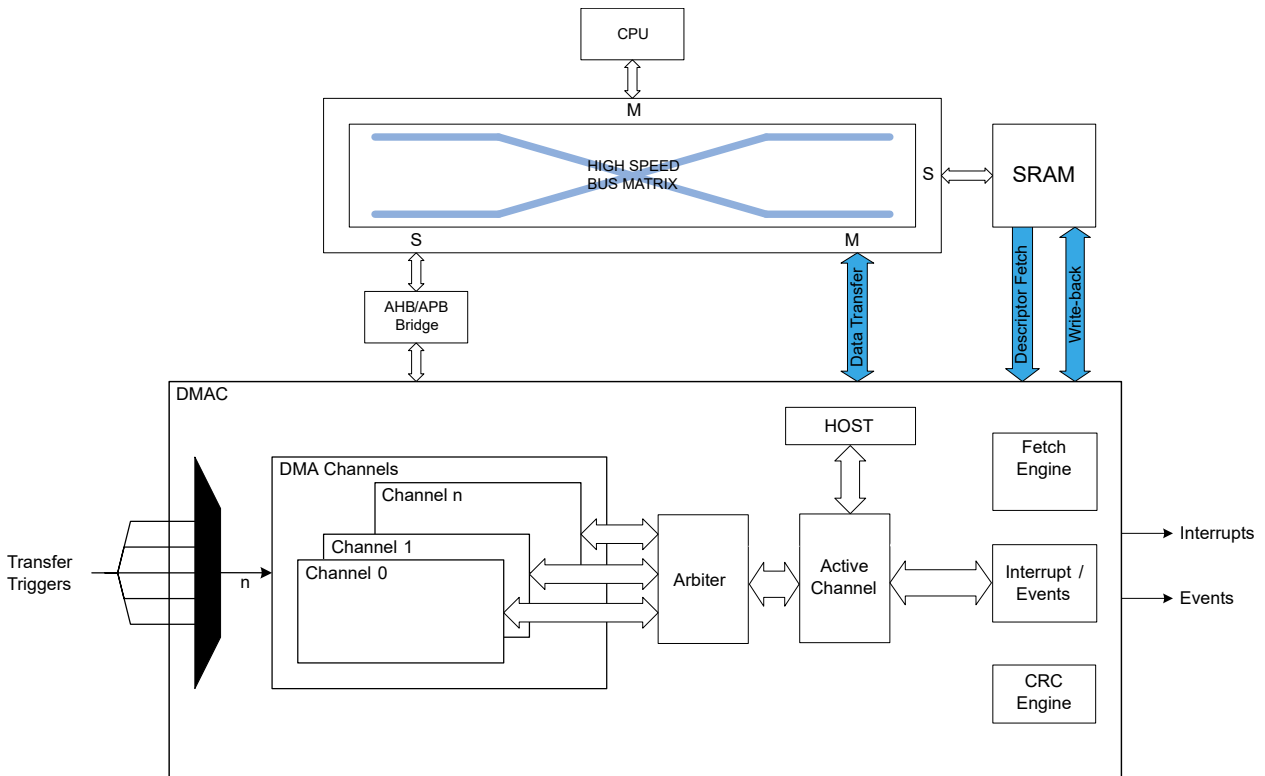 CPU
M
HIGH SPEED
BUS MATRIX
S
SRAM
S
M
AHB/APB
Bridge
Data Transfer
Descriptor Fetch
Write-back
DMAC
HOST
Fetch
Engine
DMA Channels
Channel n
Channel 1
Channel 0
Transfer
Triggers
n
Arbiter
Active
Channel
Interrupt /
Events
Interrupts
Events
CRC
Engine